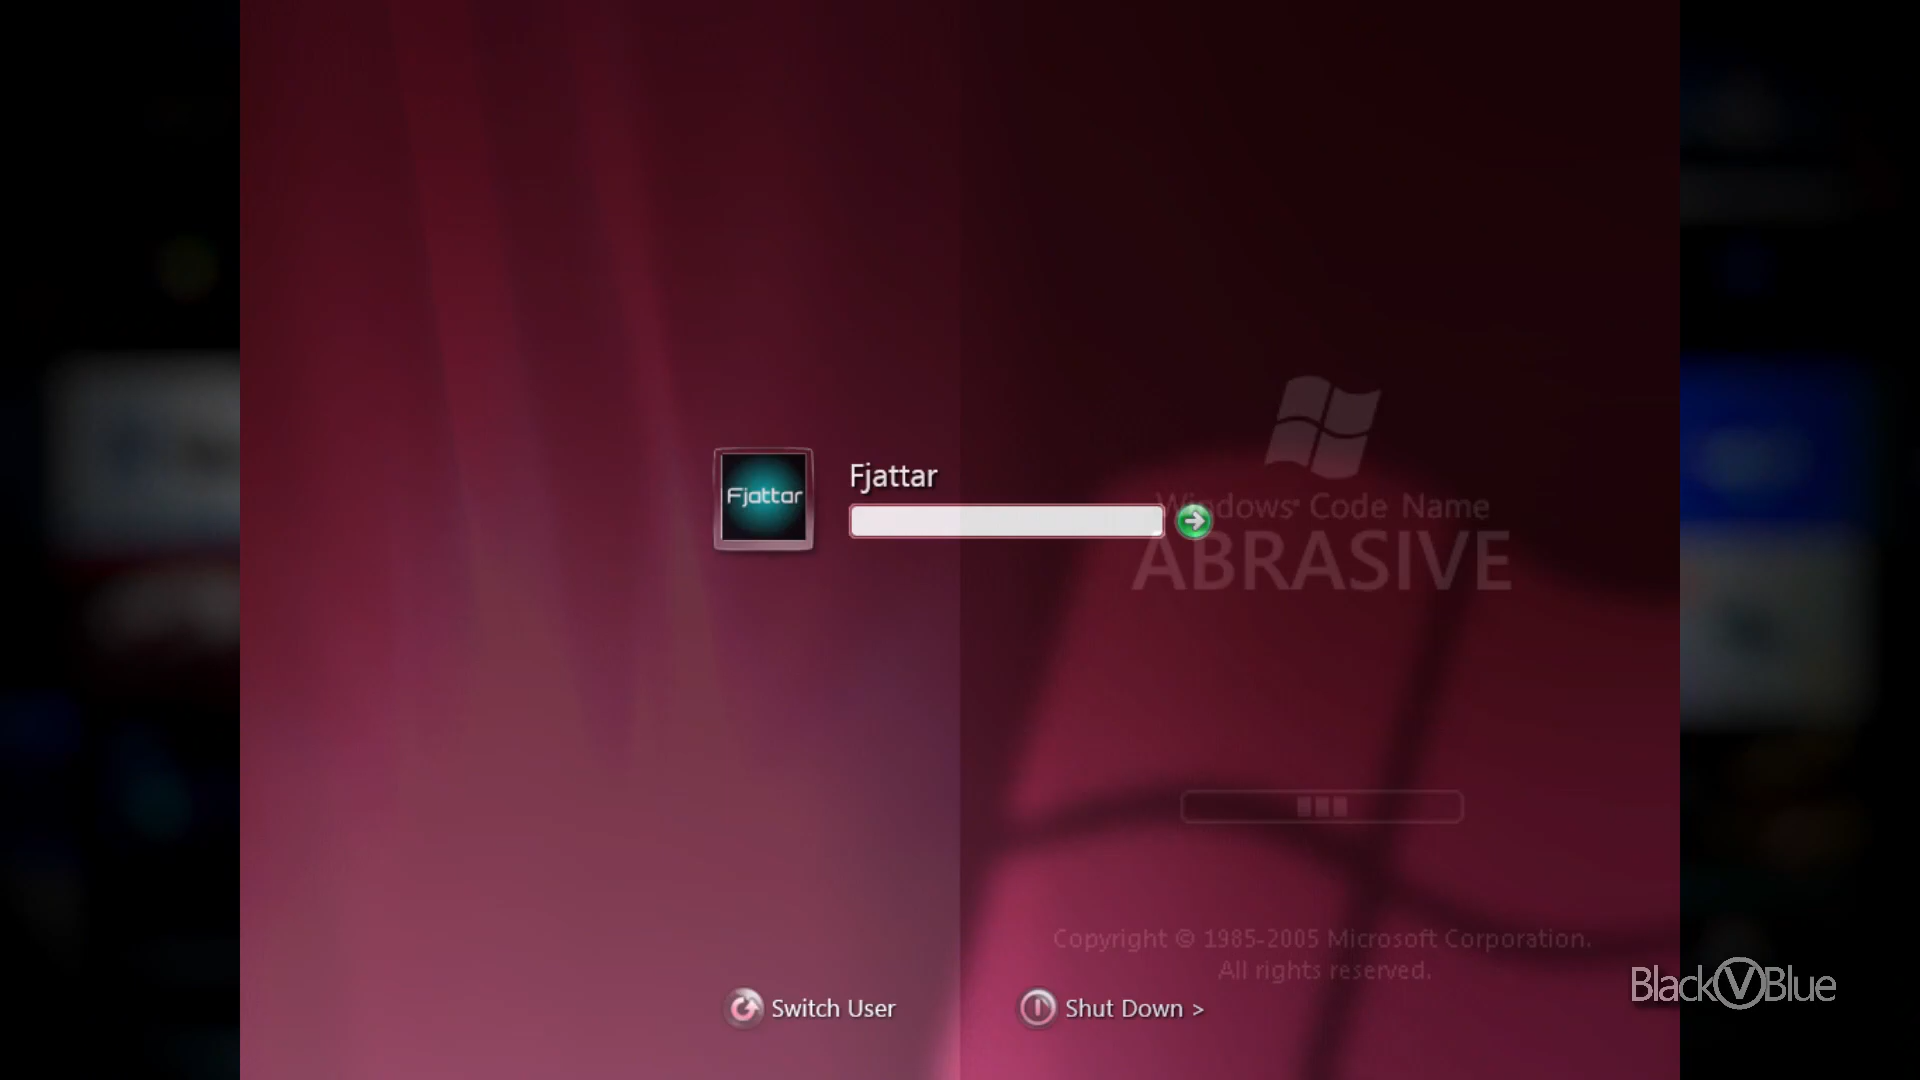 Fjattar
Fjattar
Windows® Code Name
ABRASIVE
Copyright © 1985-2005 Microsoft Corporation.
All rights reserved.
Switch User
Shut Down >
BlackVBlue